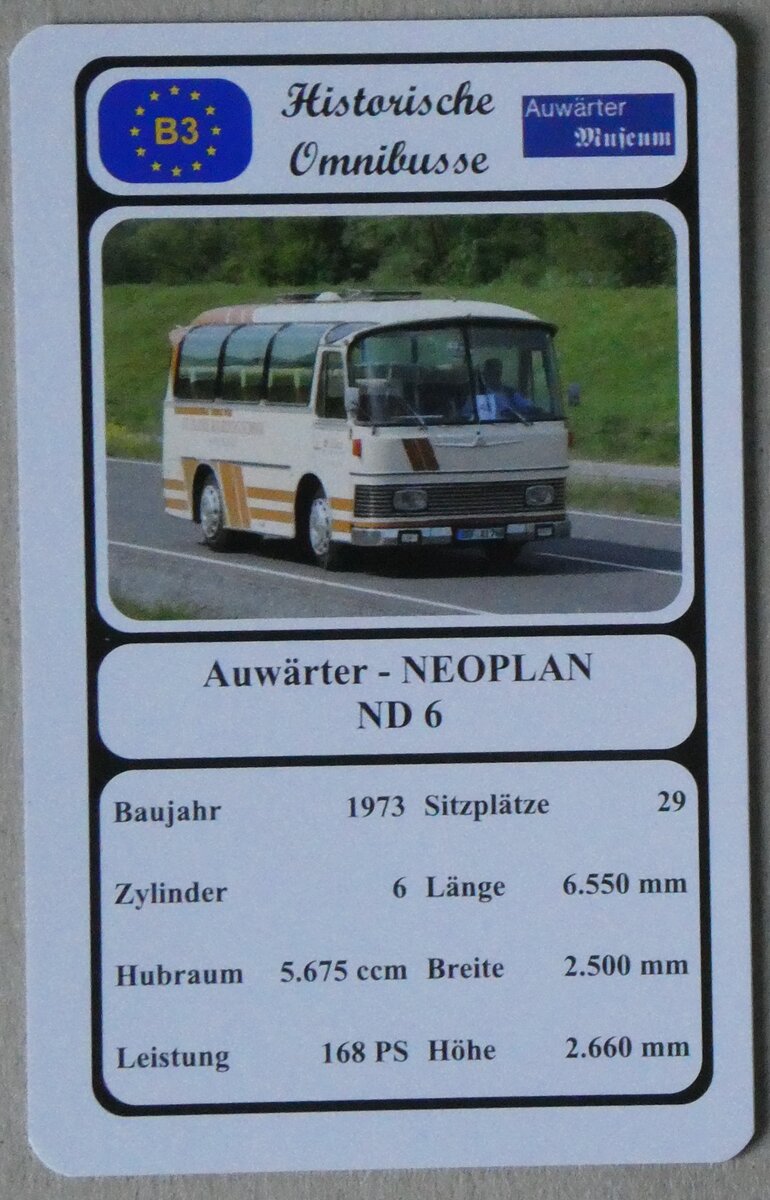 B3
Historische
Omnibusse
Auwärter
Museum
Auwärter - NEOPLAN
ND 6
Baujahr 1973 Sitzplätze 29
Zylinder 6 Länge 6.550 mm
Hubraum 5.675 ccm Breite 2.500 mm
Leistung 168 PS Höhe 2.660 mm